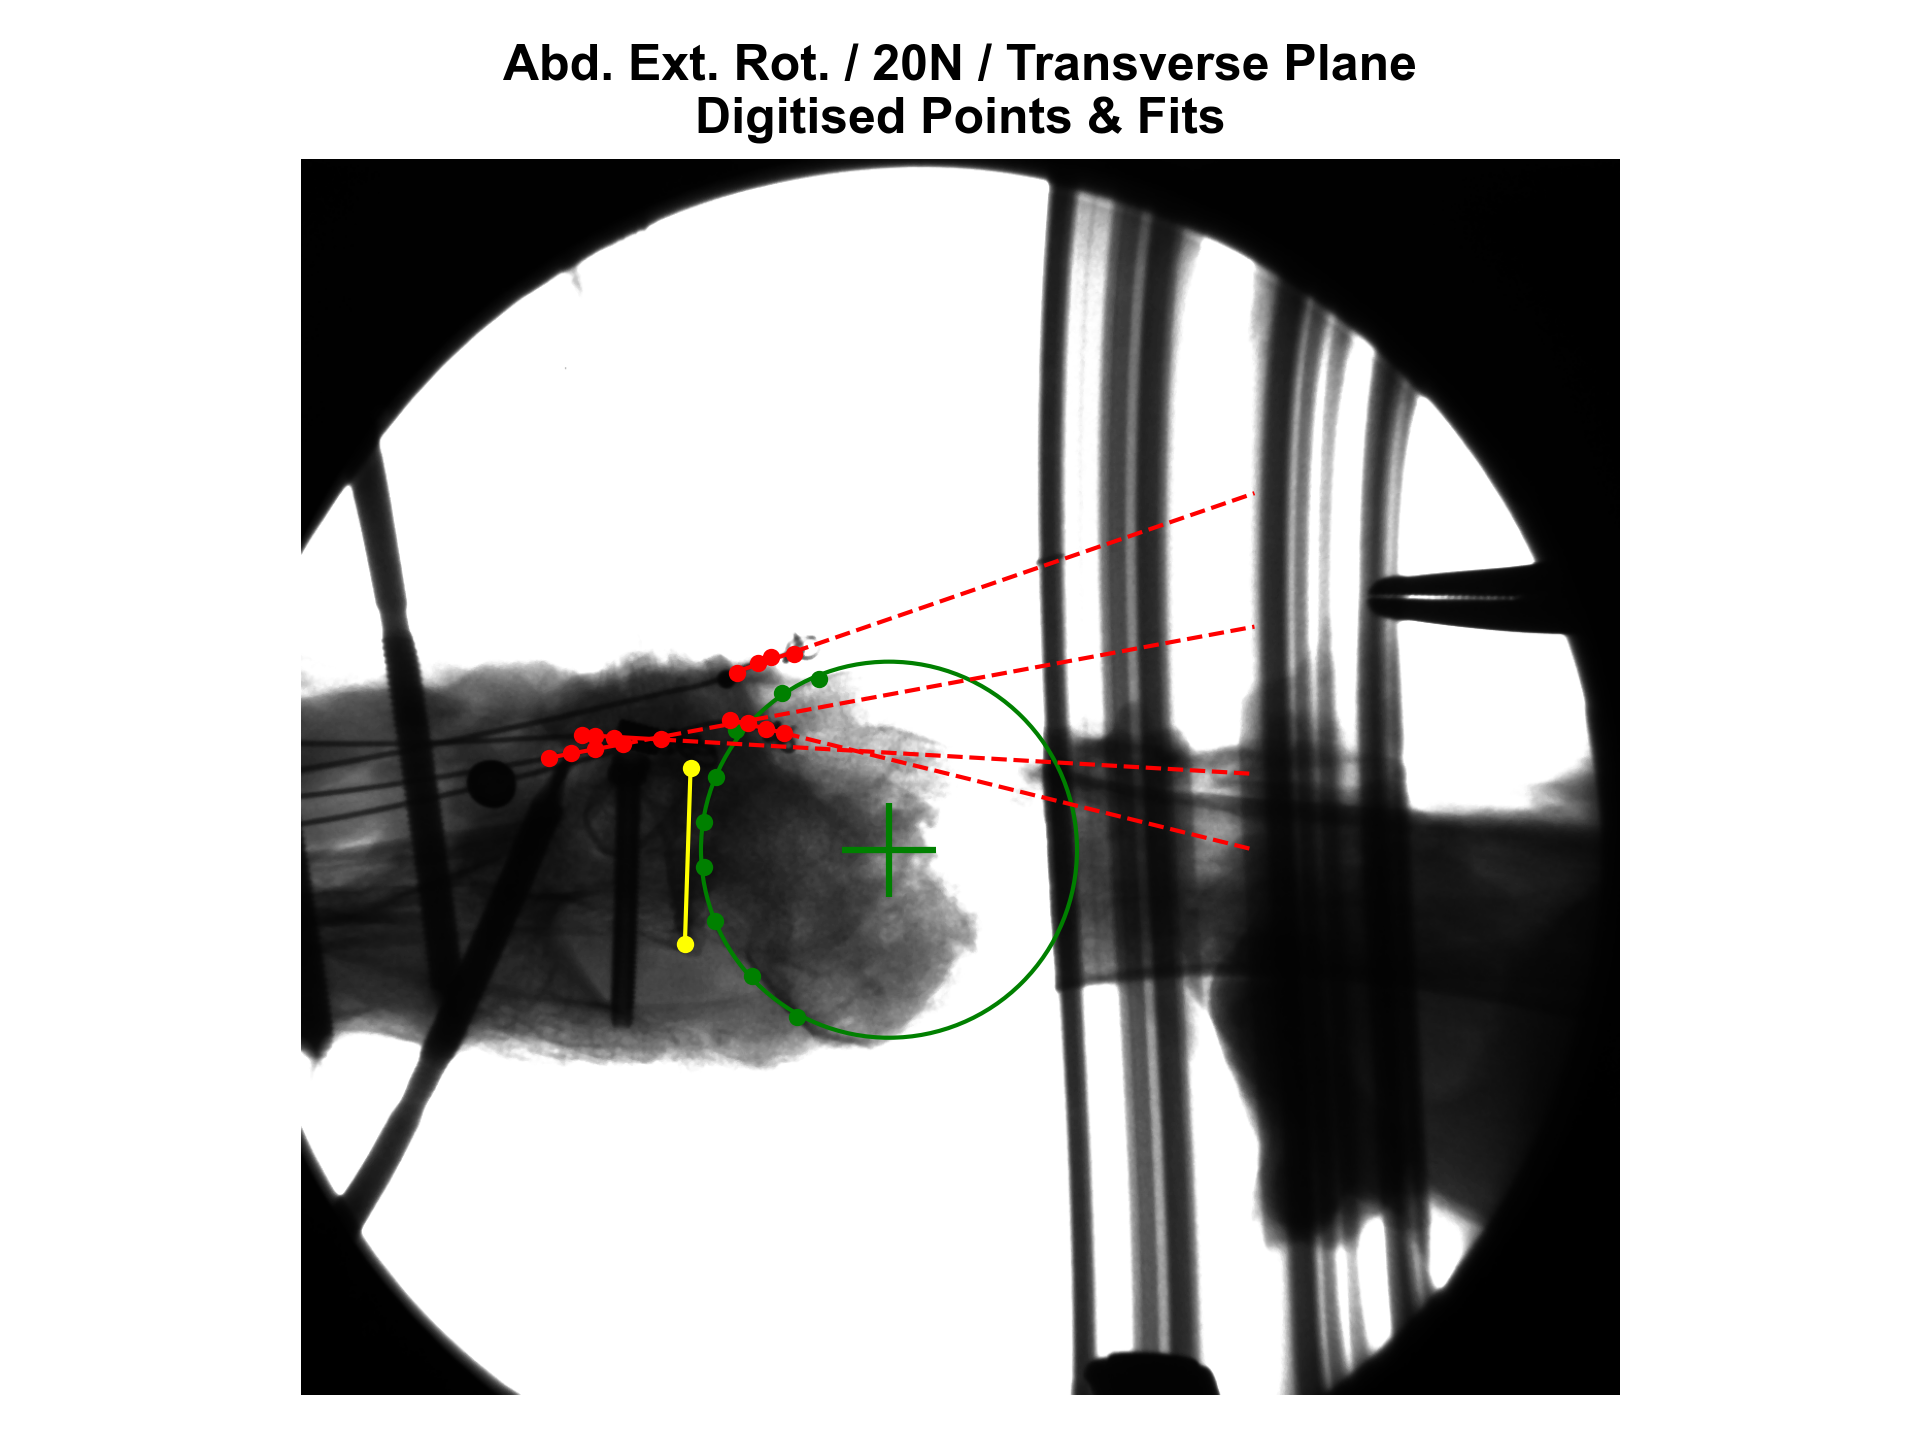 Abd. Ext. Rot. / 20N / Transverse Plane
Digitised Points & Fits